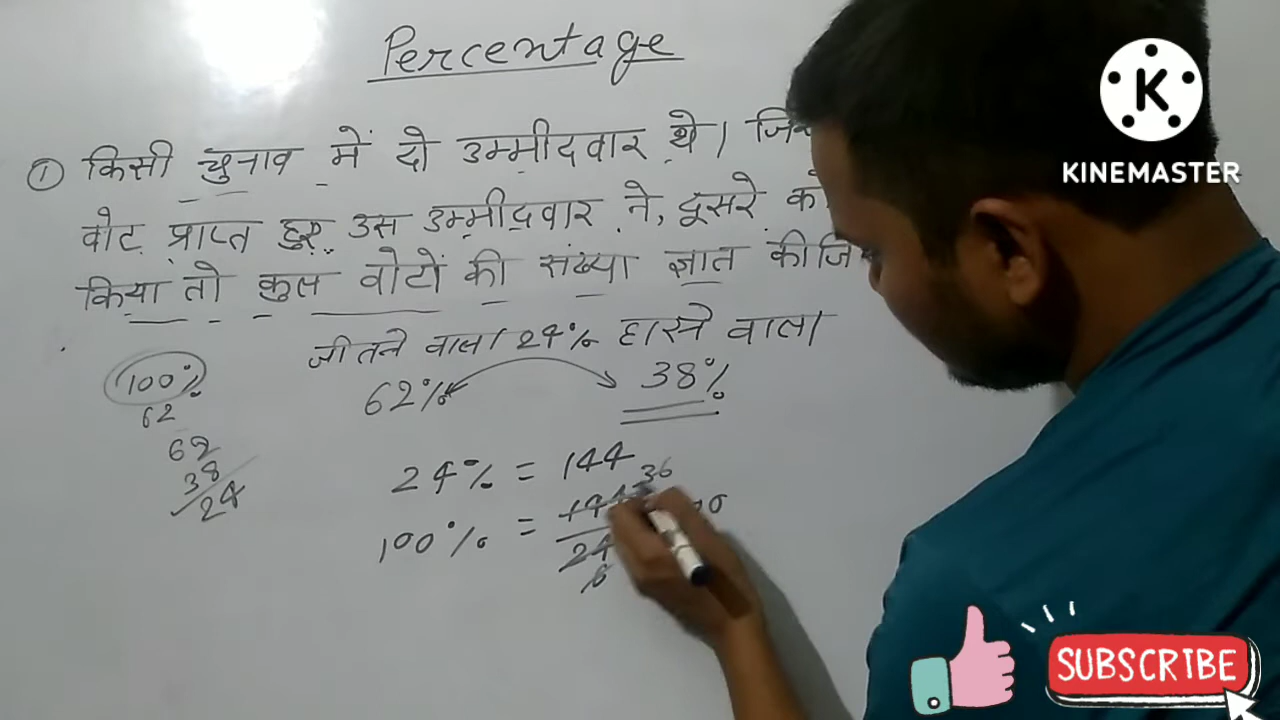 Percentage
① किसी चुनाव में दो उम्मीदवार थे।
वोट प्राप्त हुए उस उम्मीदवार ने, दूसरे को
किया तो कुल वोटों की संख्या ज्ञात
जीतने वाला 24% हारने वाला
100%
62
62% 38%
62
38
24
24% = 144
36
100% =
24
6
KINEMASTER
SUBSCRIBE